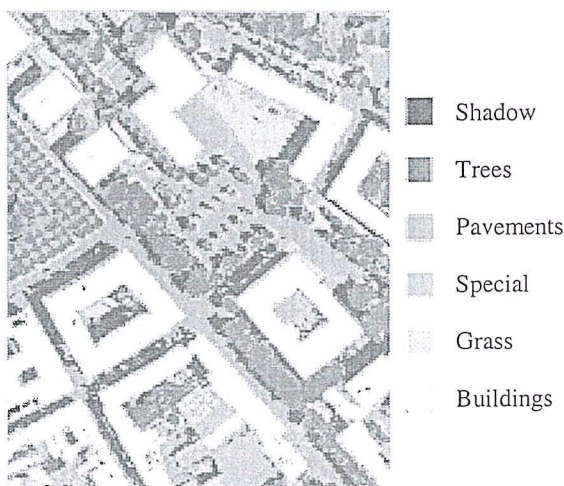 Shadow
Trees
Pavements
Special
Grass
Buildings